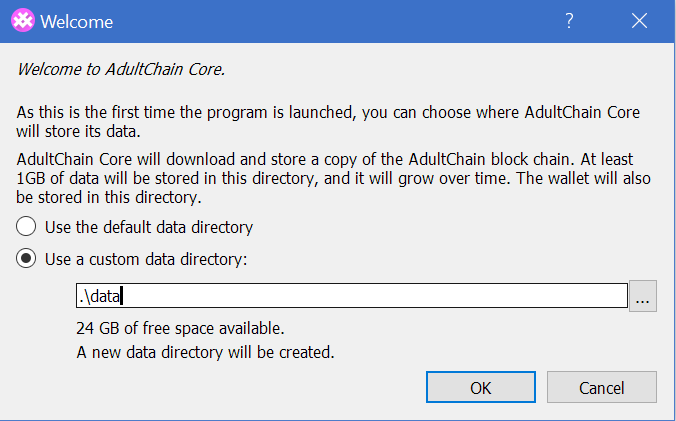 Welcome
?
Welcome to AdultChain Core.
As this is the first time the program is launched, you can choose where AdultChain Core
will store its data.
AdultChain Core will download and store a copy of the AdultChain block chain. At least
1GB of data will be stored in this directory, and it will grow over time. The wallet will also
be stored in this directory.
Use the default data directory
Use a custom data directory:
.\data
...
24 GB of free space available.
A new data directory will be created.
OK
Cancel